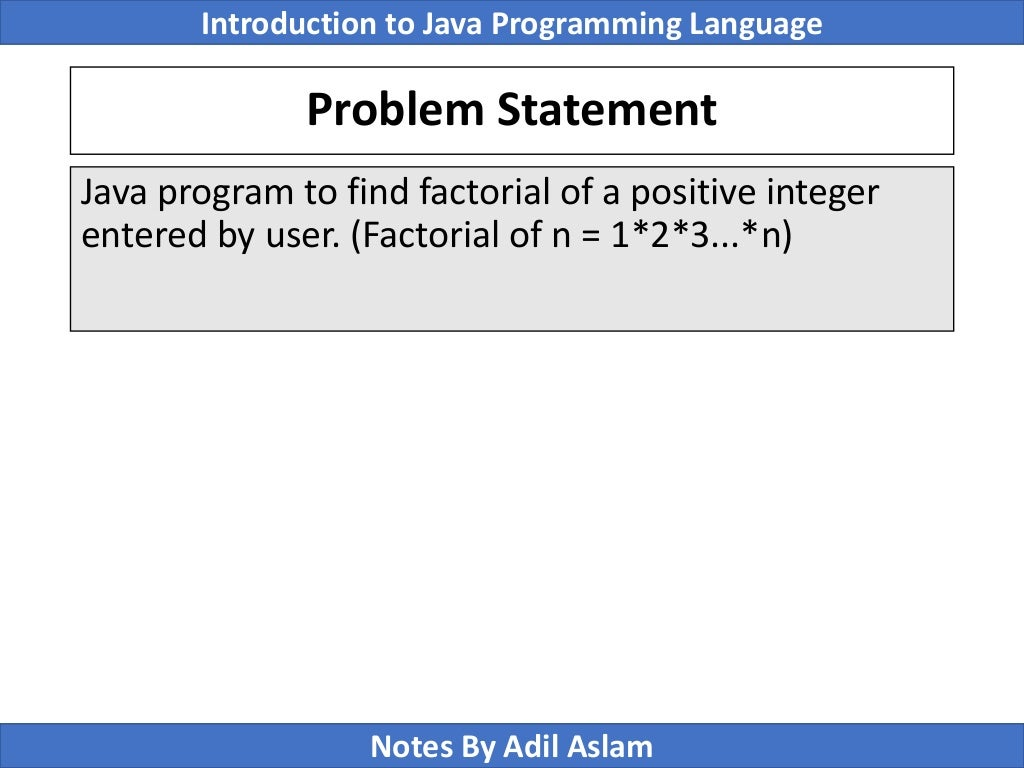 Introduction to Java Programming Language
Problem Statement
Java program to find factorial of a positive integer
entered by user. (Factorial of n = 1*2*3...*n)
Notes By Adil Aslam